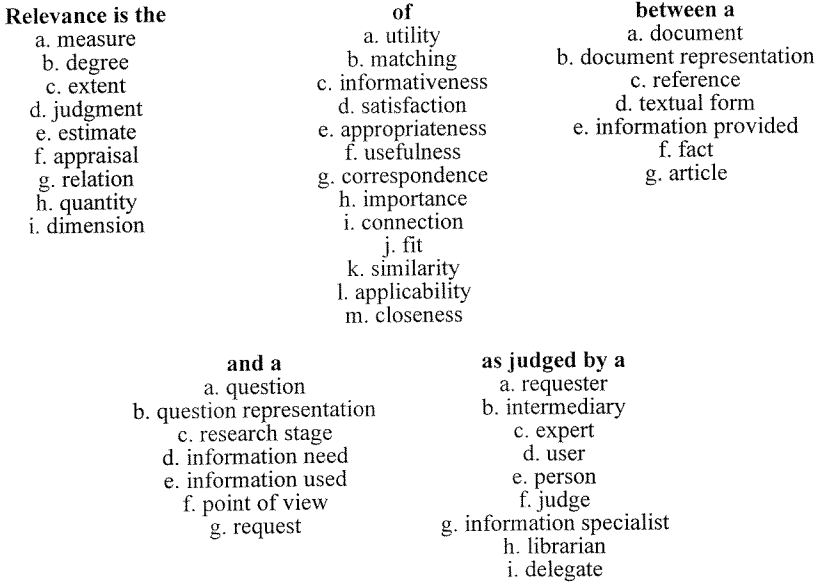 Relevance is the
a. measure
b. degree
c. extent
d. judgment
e. estimate
f. appraisal
g. relation
h. quantity
i. dimension
of
a. utility
b. matching
c. informativeness
d. satisfaction
e. appropriateness
f. usefulness
g. correspondence
h. importance
i. connection
j. fit
k. similarity
l. applicability
m. closeness
between a
a. document
b. document representation
c. reference
d. textual form
e. information provided
f. fact
g. article
and a
a. question
b. question representation
c. research stage
d. information need
e. information used
f. point of view
g. request
as judged by a
a. requester
b. intermediary
c. expert
d. user
e. person
f. judge
g. information specialist
h. librarian
i. delegate